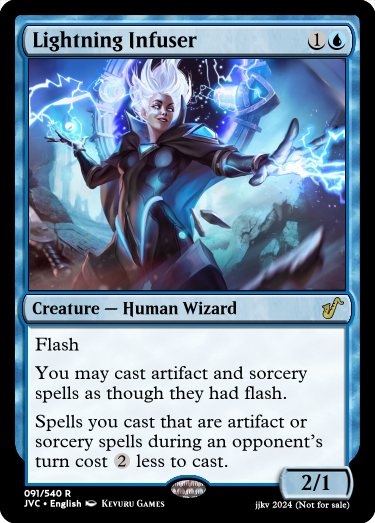 Lightning Infuser 1
Creature — Human Wizard
Flash
You may cast artifact and sorcery
spells as though they had flash.
Spells you cast that are artifact or
sorcery spells during an opponent's
turn cost 2 less to cast.
2/1
091/540 R
JVC • English Kevuru Games
jjkv 2024 (Not for sale)